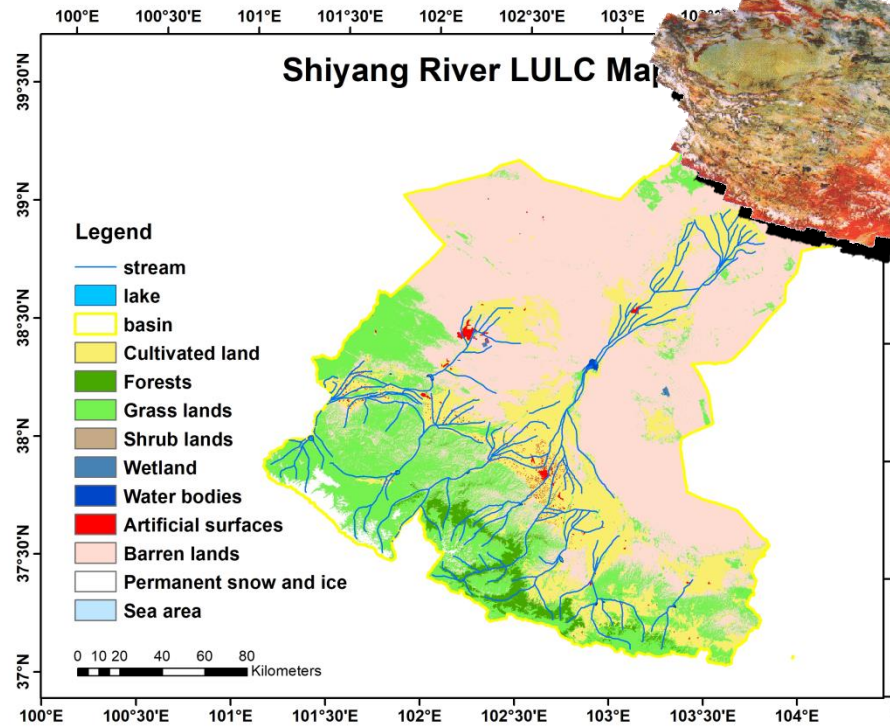 100°E 100°30'E 101°E 101°30'E 102°E 102°30'E 103°E
Shiyang River LULC Ma
39°30'N
39°N
38°30'N
38°N
37°30'N
37°N
Legend
stream
lake
basin
Cultivated land
Forests
Grass lands
Shrub lands
Wetland
Water bodies
Artificial surfaces
Barren lands
Permanent snow and ice
Sea area
0 10 20 40 60 80
Kilometers
100°E 100°30'E 101°E 101°30'E 102°E 102°30'E 103°E 103°30'E 104°E